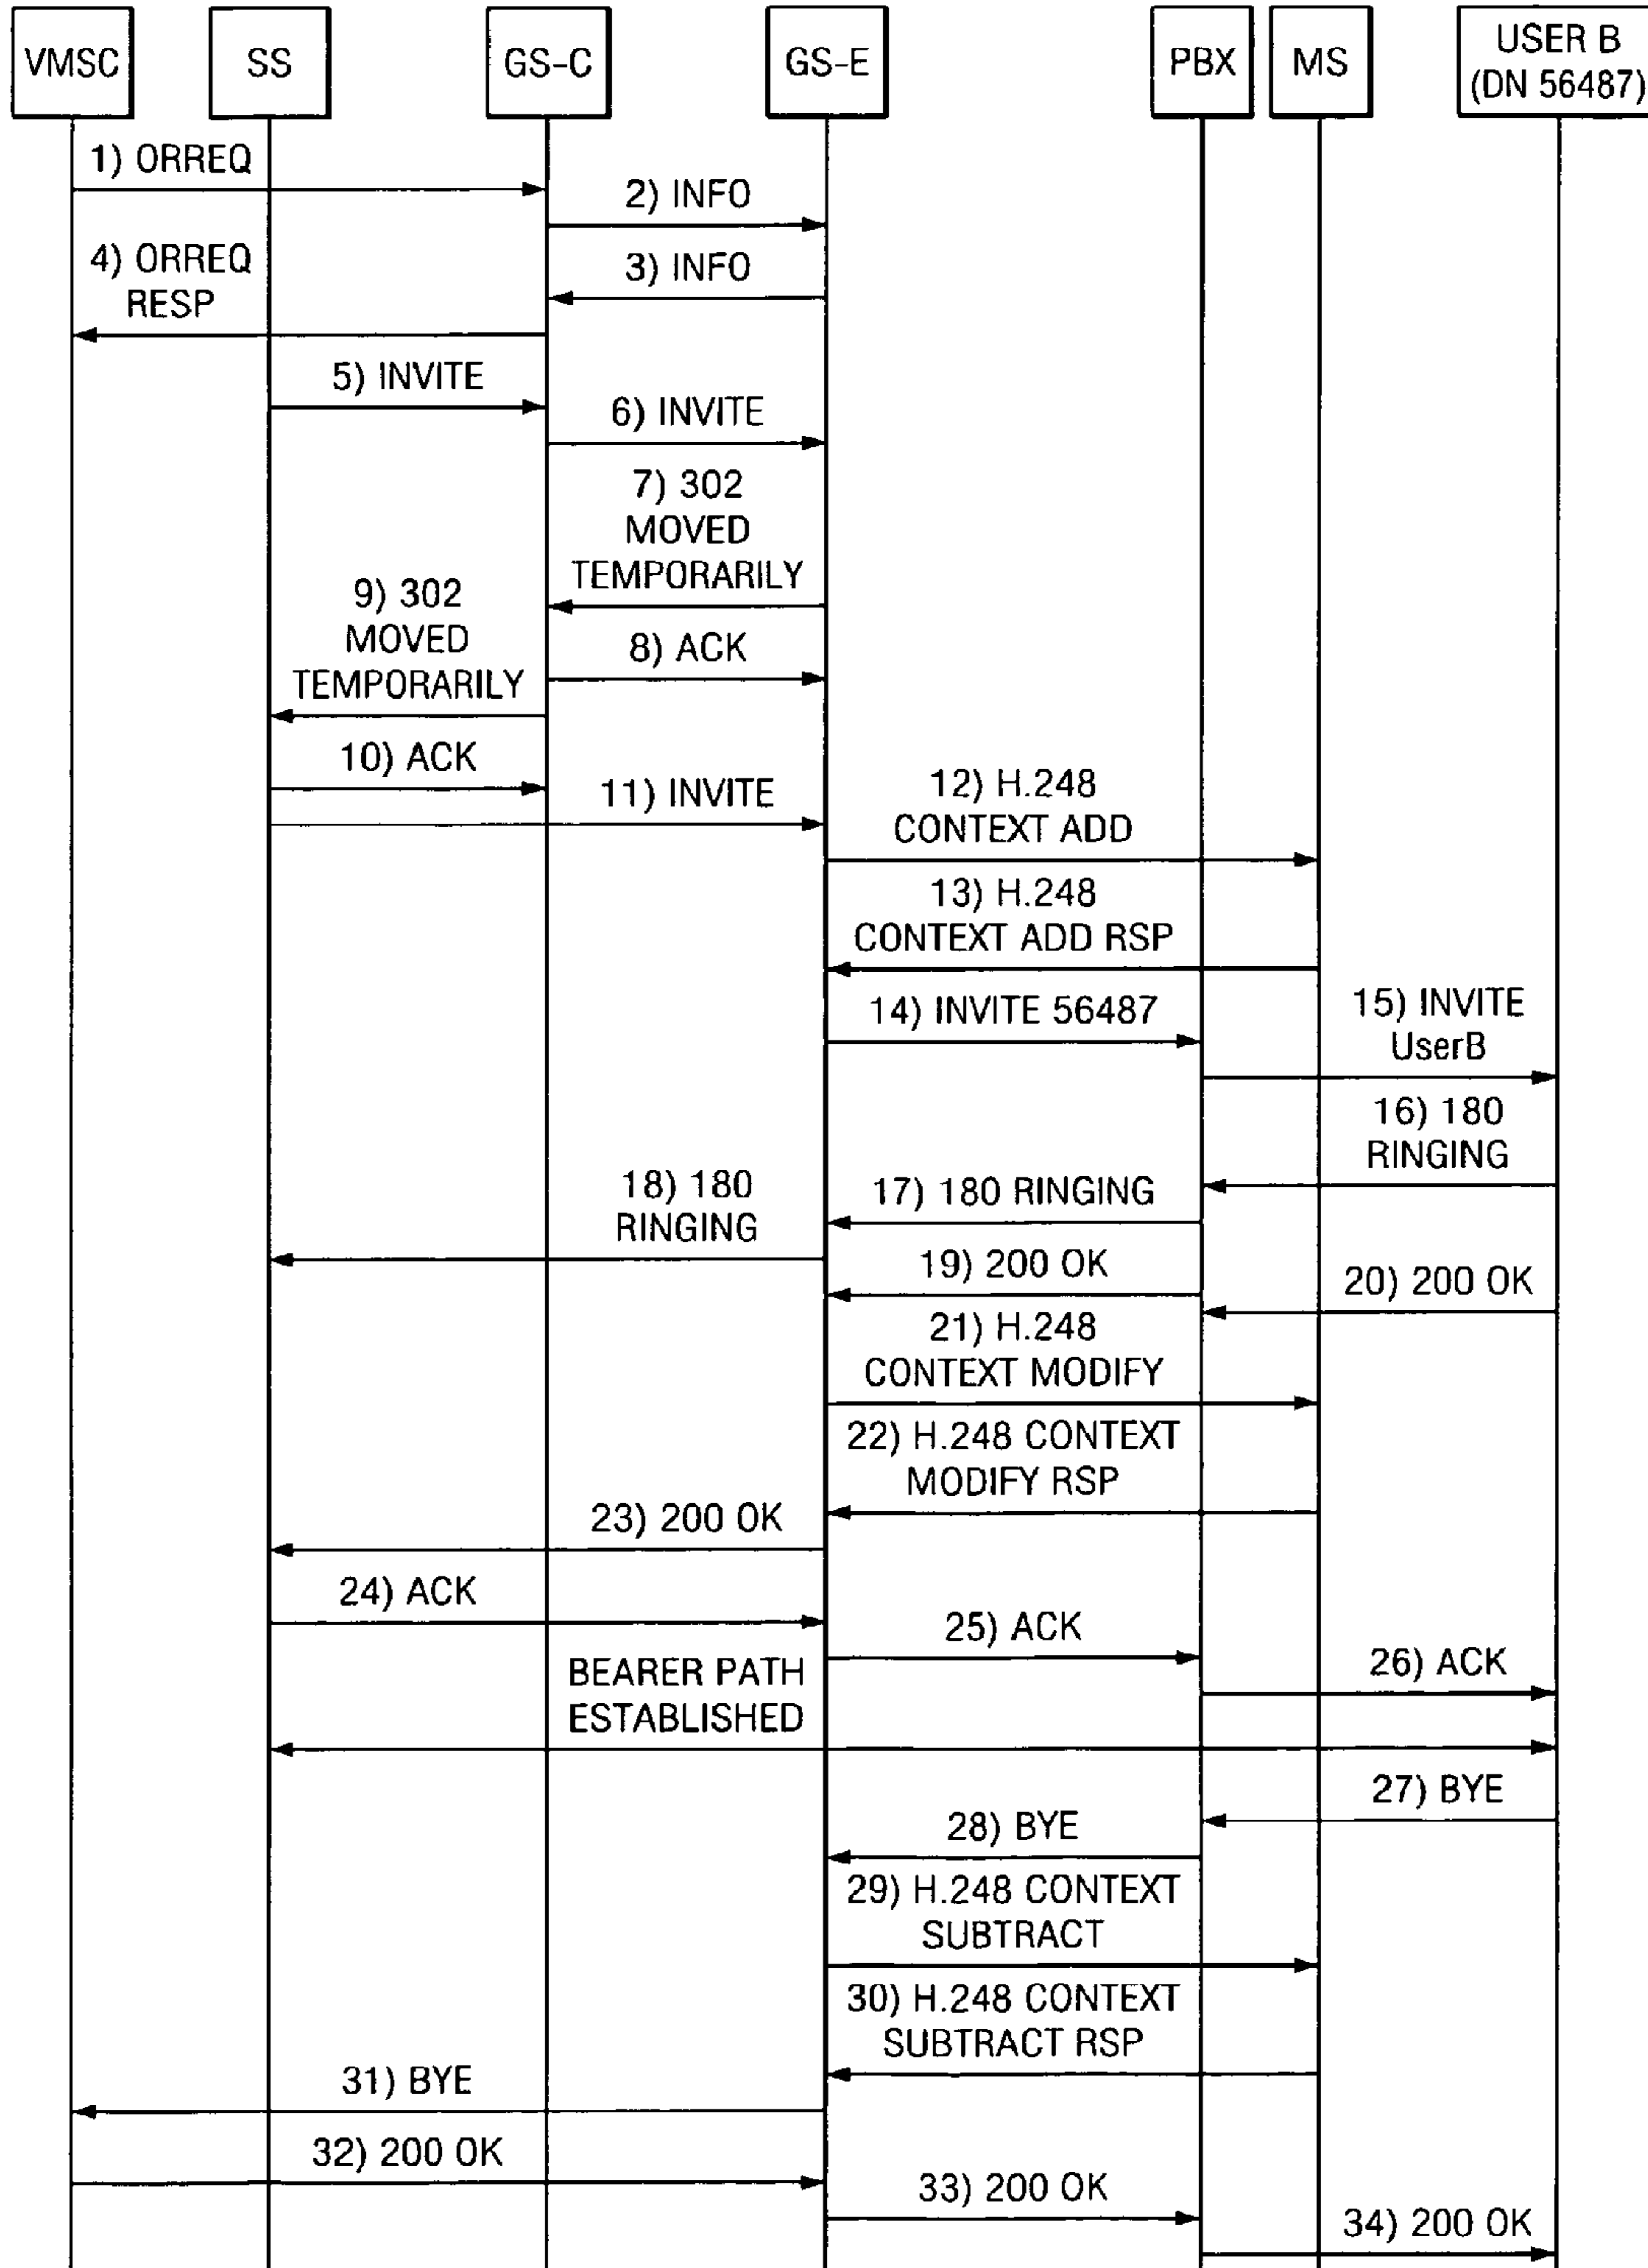 VMSC
SS
GS-C
GS-E
PBX
MS
USER B
(DN 56487)
1) ORREQ
2) INFO
4) ORREQ
RESP
3) INFO
5) INVITE
6) INVITE
7) 302
MOVED
TEMPORARILY
9) 302
MOVED
TEMPORARILY
8) ACK
10) ACK
11) INVITE
12) H.248
CONTEXT ADD
13) H.248
CONTEXT ADD RSP
14) INVITE 56487
15) INVITE
UserB
16) 180
RINGING
18) 180
RINGING
17) 180 RINGING
19) 200 OK
20) 200 OK
21) H.248
CONTEXT MODIFY
22) H.248 CONTEXT
MODIFY RSP
23) 200 OK
24) ACK
25) ACK
BEARER PATH
ESTABLISHED
26) ACK
27) BYE
28) BYE
29) H.248 CONTEXT
SUBTRACT
30) H.248 CONTEXT
SUBTRACT RSP
31) BYE
32) 200 OK
33) 200 OK
34) 200 OK